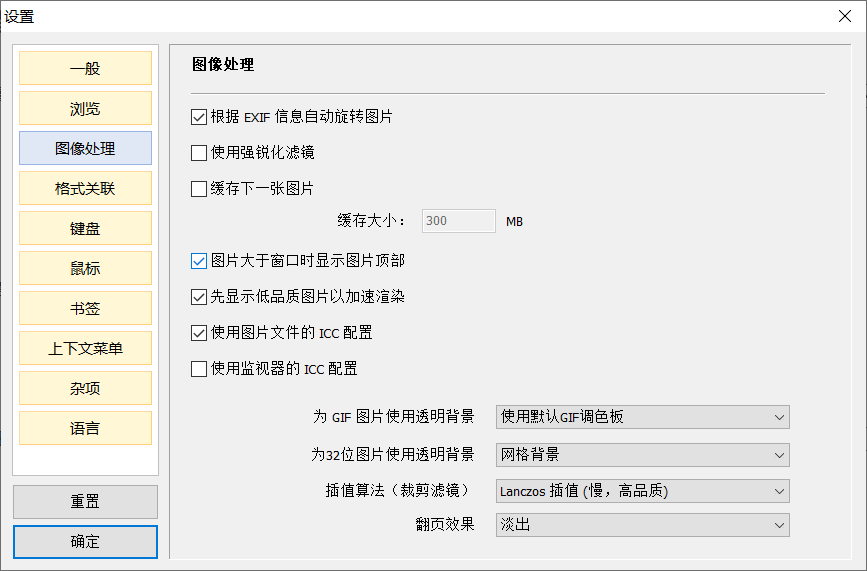 设置
一般
浏览
图像处理
格式关联
键盘
鼠标
书签
上下文菜单
杂项
语言
重置
确定
图像处理
根据 EXIF 信息自动旋转图片
使用强锐化滤镜
缓存下一张图片
缓存大小： 300 MB
图片大于窗口时显示图片顶部
先显示低品质图片以加速渲染
使用图片文件的 ICC 配置
使用监视器的 ICC 配置
为 GIF 图片使用透明背景 使用默认GIF调色板
为32位图片使用透明背景 网格背景
插值算法（裁剪滤镜） Lanczos 插值 (慢，高品质)
翻页效果 淡出